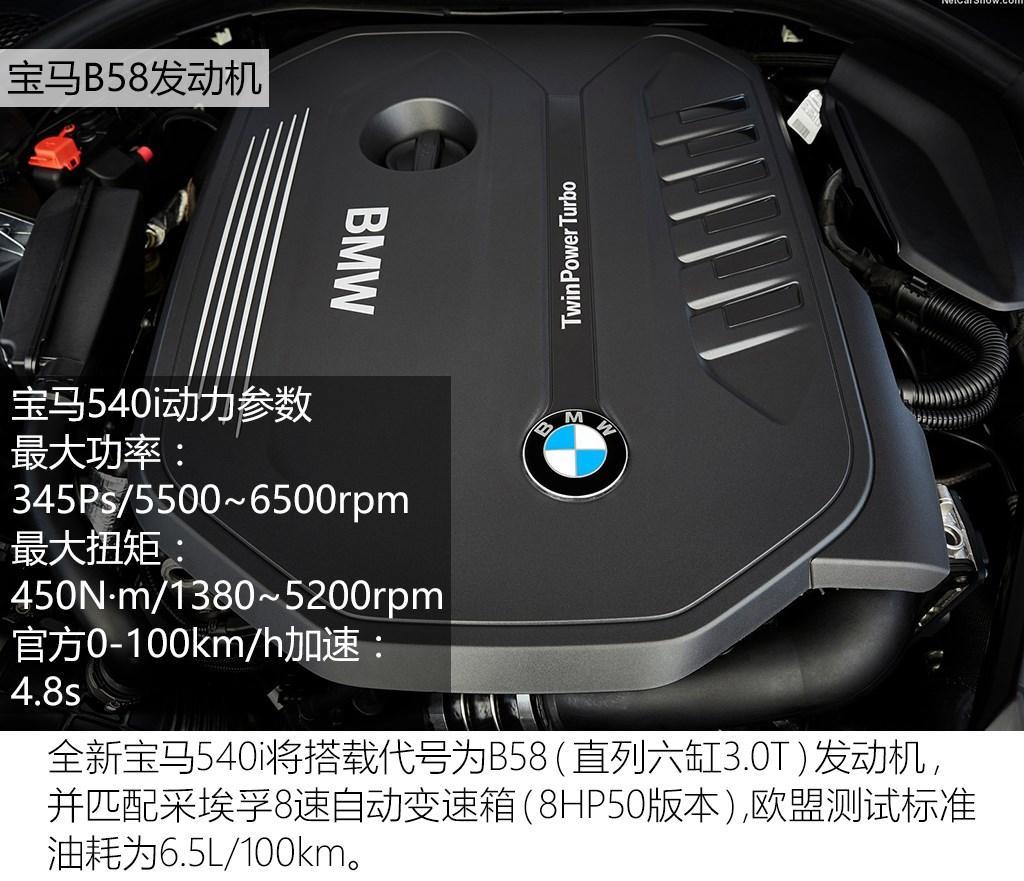 NetCarShow.com
宝马B58发动机
BMW
TwinPower Turbo
BMW
宝马540i动力参数
最大功率：
345Ps/5500~6500rpm
最大扭矩：
450N·m/1380~5200rpm
官方0-100km/h加速：
4.8s
全新宝马540i将搭载代号为B58（直列六缸3.0T）发动机，
并匹配采埃孚8速自动变速箱（8HP50版本）,欧盟测试标准
油耗为6.5L/100km。